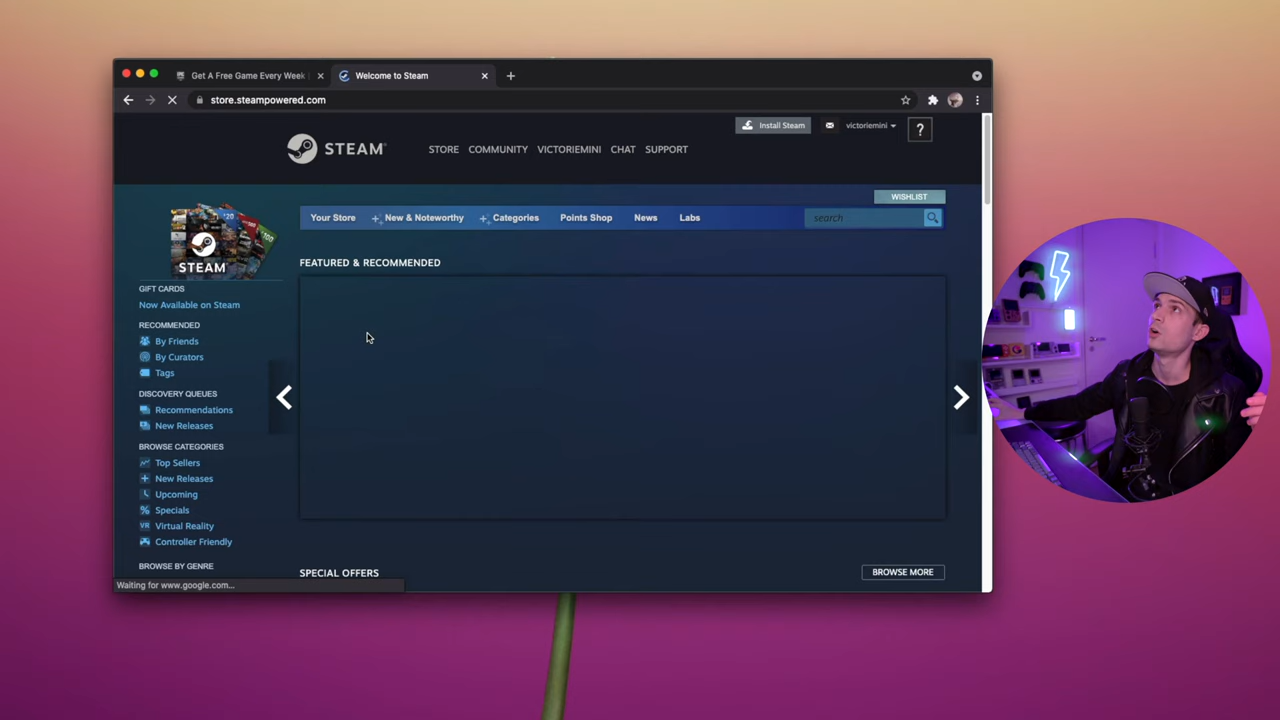 Get A Free Game Every Week
Welcome to Steam
store.steampowered.com
Install Steam
victoriemini
?
STEAM
STORE
COMMUNITY
VICTORIEMINI
CHAT
SUPPORT
WISHLIST
Your Store
New & Noteworthy
Categories
Points Shop
News
Labs
search
STEAM
GIFT CARDS
Now Available on Steam
RECOMMENDED
By Friends
By Curators
Tags
DISCOVERY QUEUES
Recommendations
New Releases
BROWSE CATEGORIES
Top Sellers
New Releases
Upcoming
Specials
VR Virtual Reality
Controller Friendly
BROWSE BY GENRE
FEATURED & RECOMMENDED
SPECIAL OFFERS
BROWSE MORE
Waiting for www.google.com...